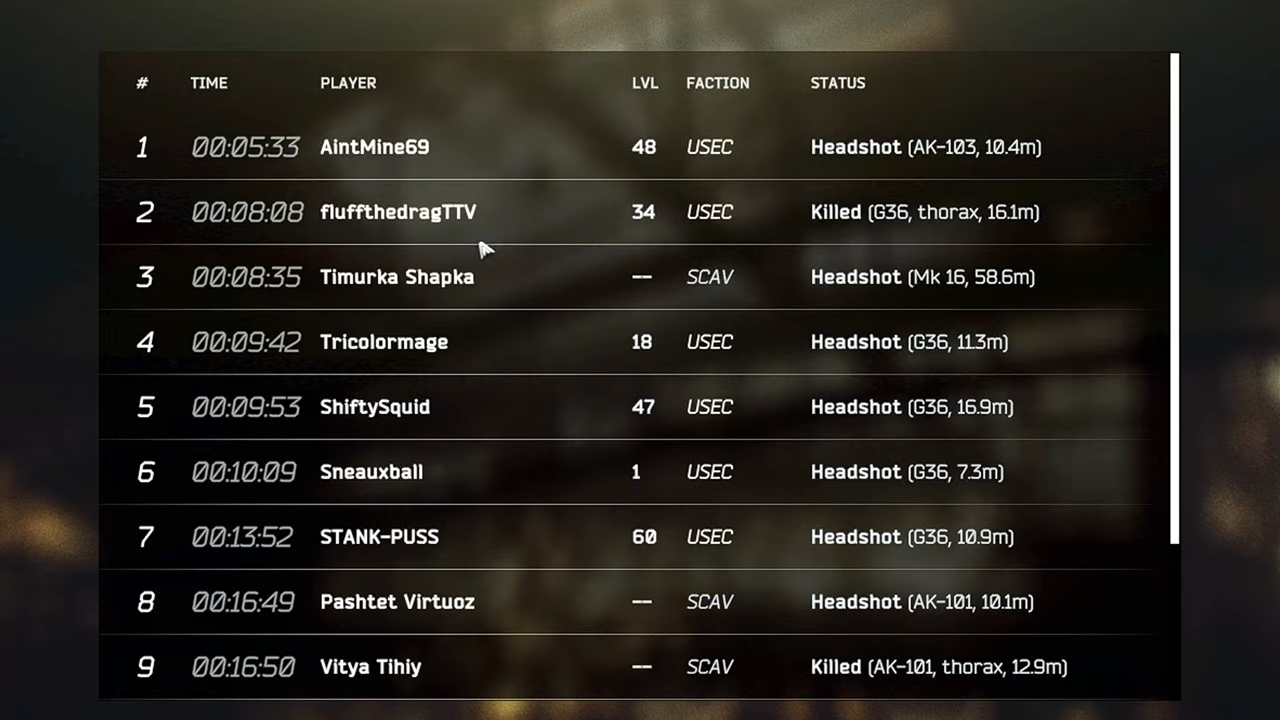 # TIME PLAYER LVL FACTION STATUS
1 00:05:33 AintMine69 48 USEC Headshot (AK-103, 10.4m)
2 00:08:08 fluffthedragTTV 34 USEC Killed (G36, thorax, 16.1m)
3 00:08:35 Timurka Shapka -- SCAV Headshot (Mk 16, 58.6m)
4 00:09:42 Tricolormage 18 USEC Headshot (G36, 11.3m)
5 00:09:53 ShiftySquid 47 USEC Headshot (G36, 16.9m)
6 00:10:09 Sneauxball 1 USEC Headshot (G36, 7.3m)
7 00:13:52 STANK-PUSS 60 USEC Headshot (G36, 10.9m)
8 00:16:49 Pashtet Virtuoz -- SCAV Headshot (AK-101, 10.1m)
9 00:16:50 Vitya Tihiy -- SCAV Killed (AK-101, thorax, 12.9m)